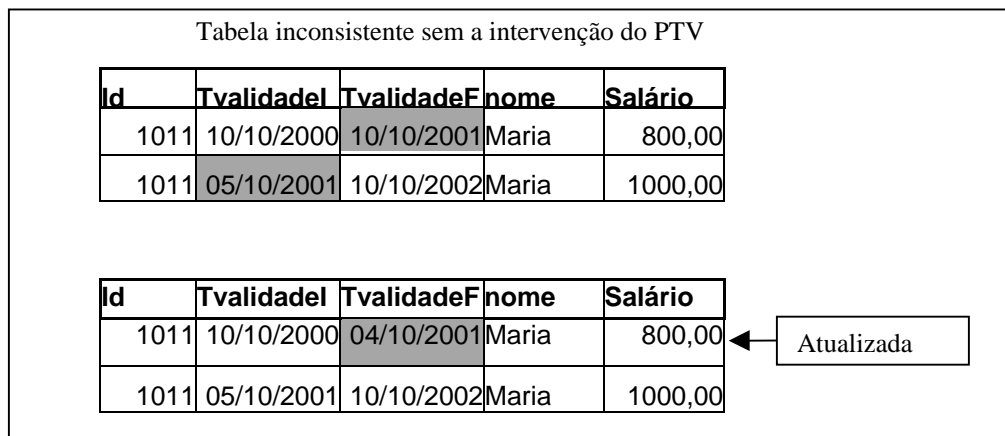 Tabela inconsistente sem a intervenção do PTV
Id TvalidadeI TvalidadeF nome Salário
1011 10/10/2000 10/10/2001 Maria 800,00
1011 05/10/2001 10/10/2002 Maria 1000,00
Id TvalidadeI TvalidadeF nome Salário
1011 10/10/2000 04/10/2001 Maria 800,00 Atualizada
1011 05/10/2001 10/10/2002 Maria 1000,00